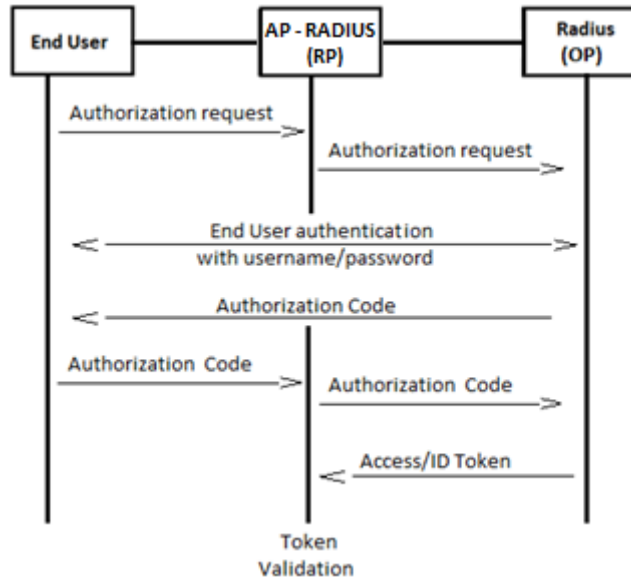 End User
AP - RADIUS
(RP)
Radius
(OP)
Authorization request
Authorization request
End User authentication
with username/password
Authorization Code
Authorization Code
Authorization Code
Access/ID Token
Token
Validation